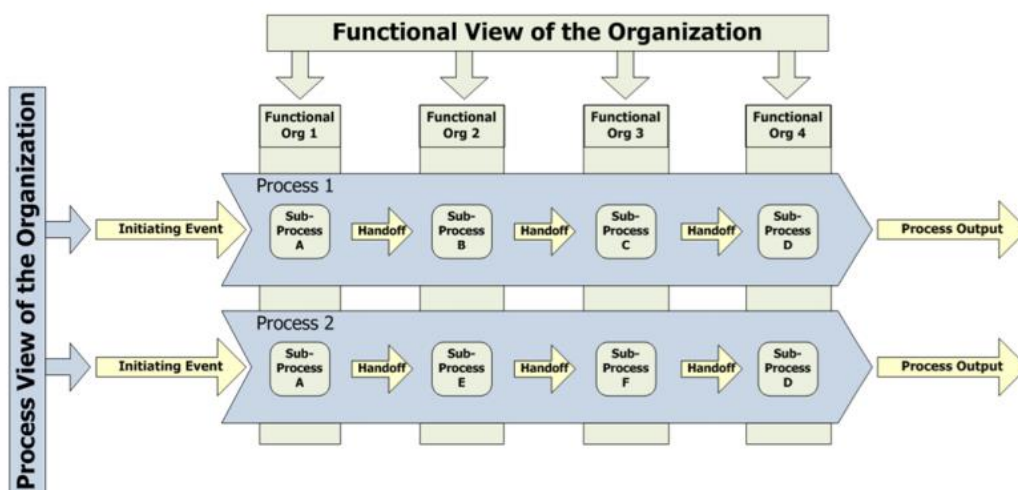 Functional View of the Organization
Process View of the Organization
Functional
Org 1
Functional
Org 2
Functional
Org 3
Functional
Org 4
Process 1
Initiating Event
Sub-
Process
A
Handoff
Sub-
Process
B
Handoff
Sub-
Process
C
Handoff
Sub-
Process
D
Process Output
Process 2
Initiating Event
Sub-
Process
A
Handoff
Sub-
Process
E
Handoff
Sub-
Process
F
Handoff
Sub-
Process
D
Process Output